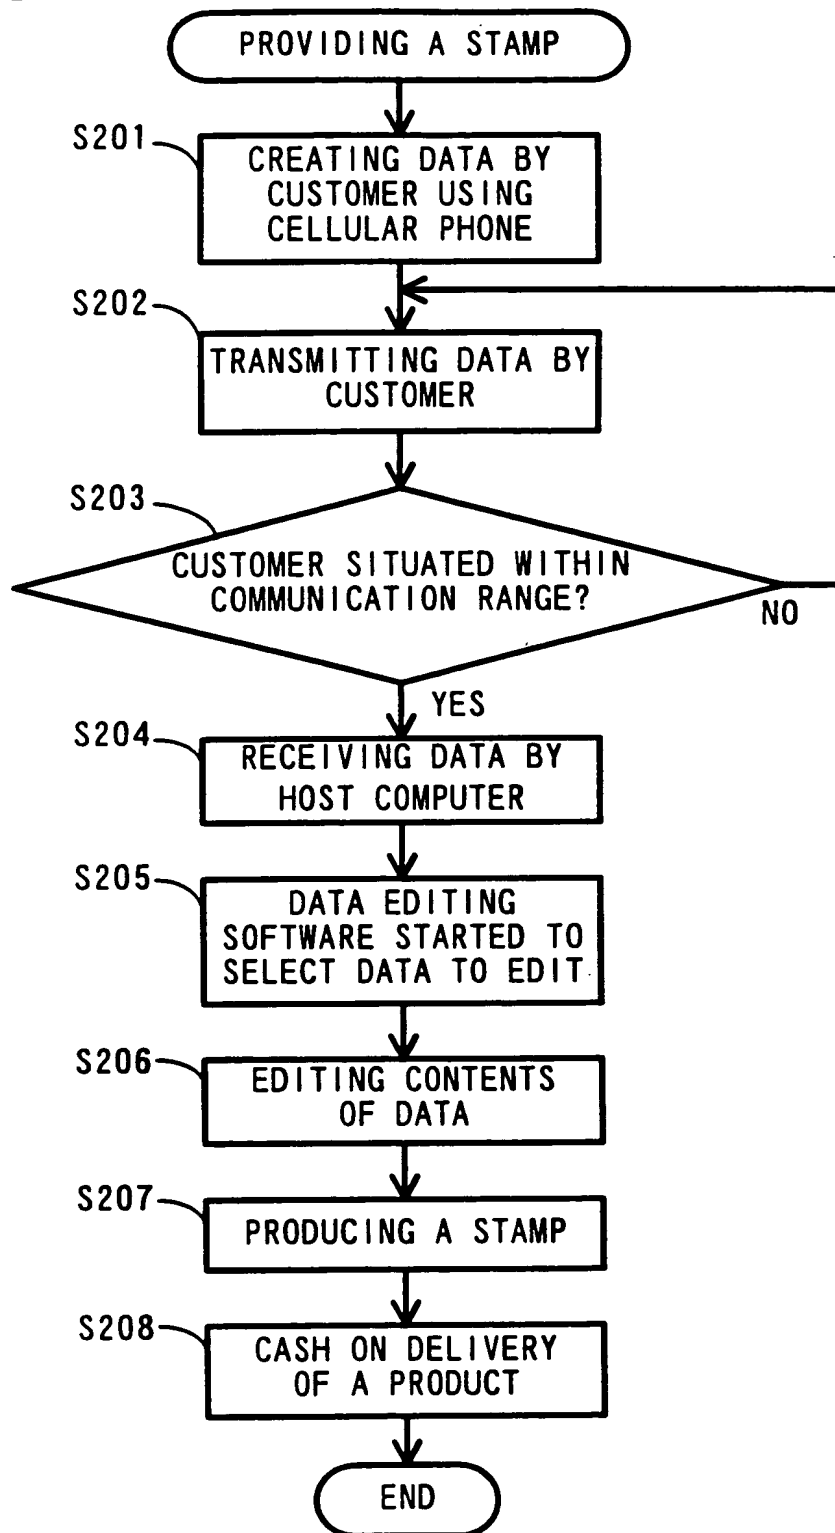 PROVIDING A STAMP
S201
CREATING DATA BY
CUSTOMER USING
CELLULAR PHONE
S202
TRANSMITTING DATA BY
CUSTOMER
S203
CUSTOMER SITUATED WITHIN
COMMUNICATION RANGE?
NO
YES
S204
RECEIVING DATA BY
HOST COMPUTER
S205
DATA EDITING
SOFTWARE STARTED TO
SELECT DATA TO EDIT
S206
EDITING CONTENTS
OF DATA
S207
PRODUCING A STAMP
S208
CASH ON DELIVERY
OF A PRODUCT
END